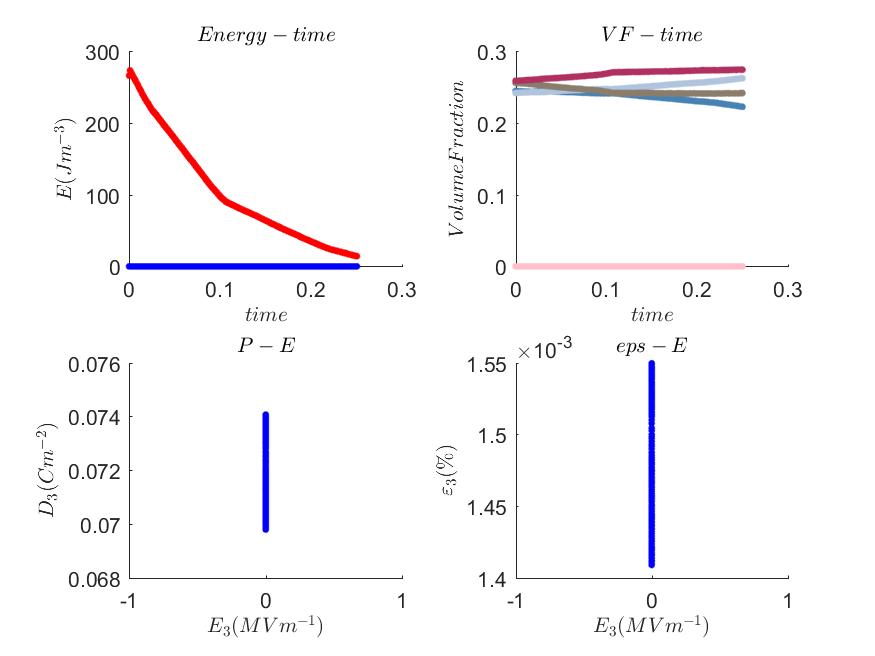 Energy − time
300
200
100
0
E(Jm⁻³)
0 0.1 0.2 0.3
time
VF − time
0.3
0.2
0.1
0
VolumeFraction
0 0.1 0.2 0.3
time
P − E
0.076
0.074
0.072
0.07
0.068
D₃(Cm⁻²)
-1 0 1
E₃(MVm⁻¹)
×10⁻³
eps − E
1.55
1.5
1.45
1.4
ε₃(%)
-1 0 1
E₃(MVm⁻¹)